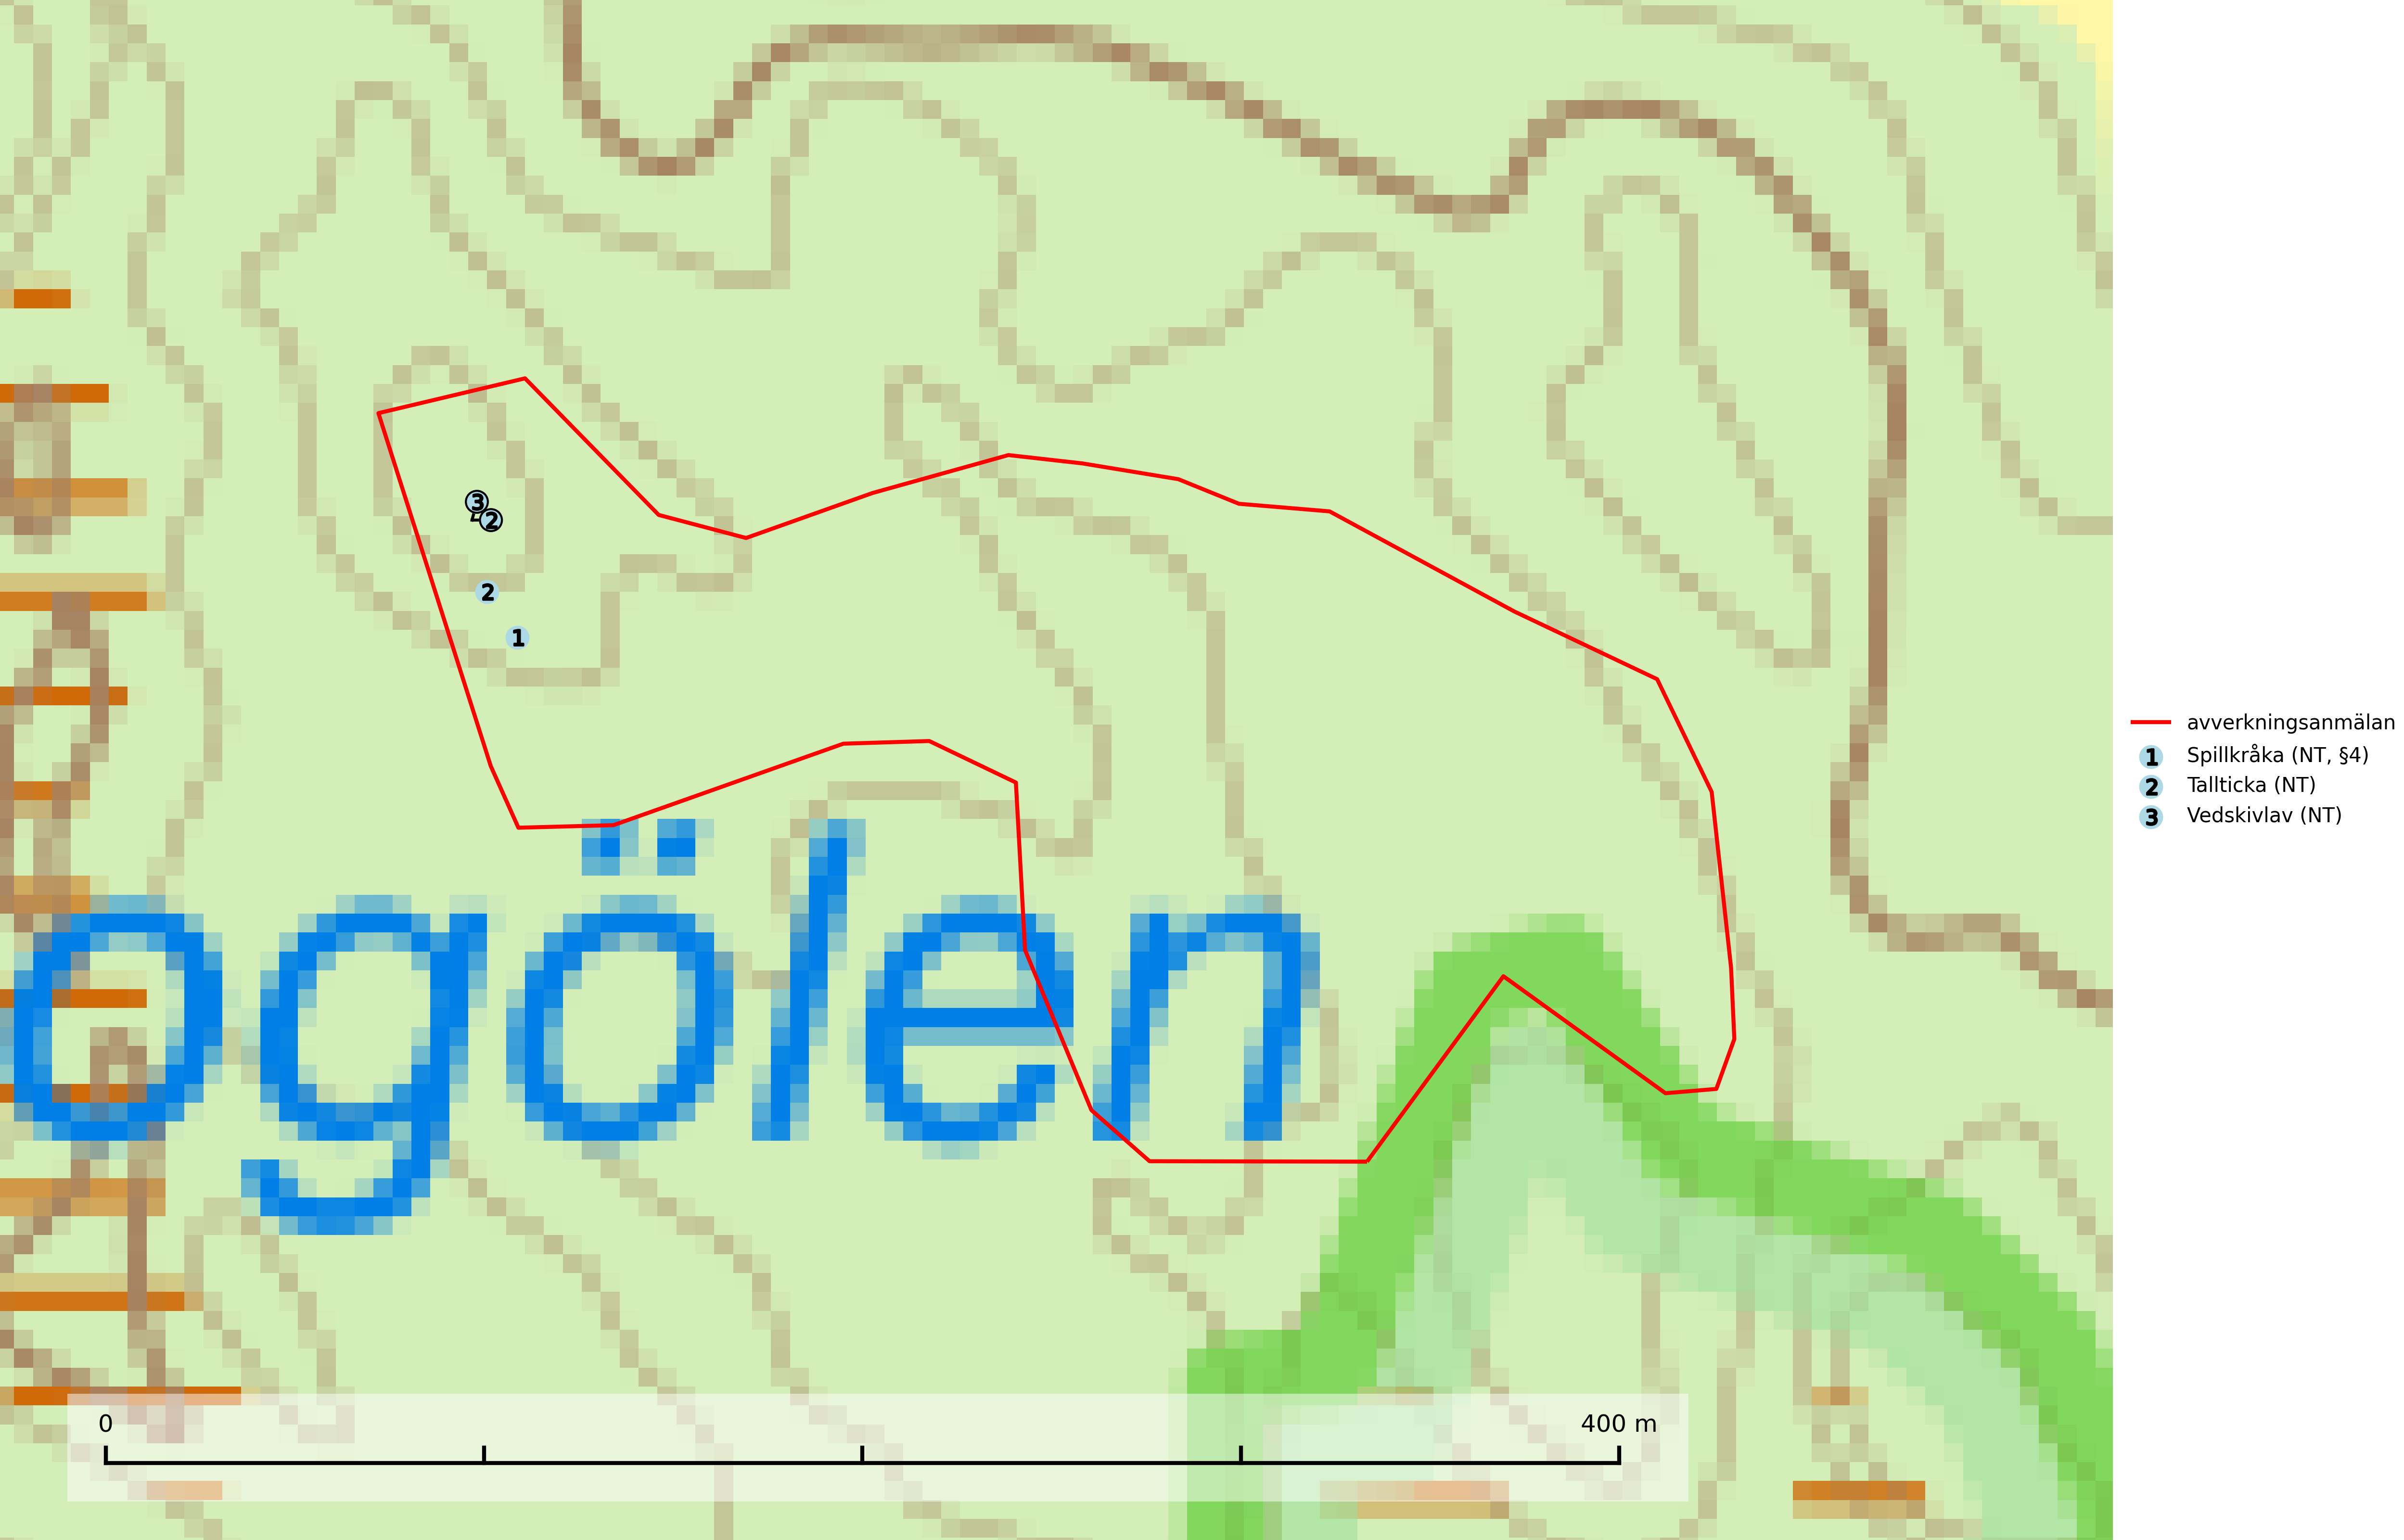 3
2
2
1
ogölen
0 400 m
avverkningsanmälan
1 Spillkråka (NT, §4)
2 Tallticka (NT)
3 Vedskivlav (NT)